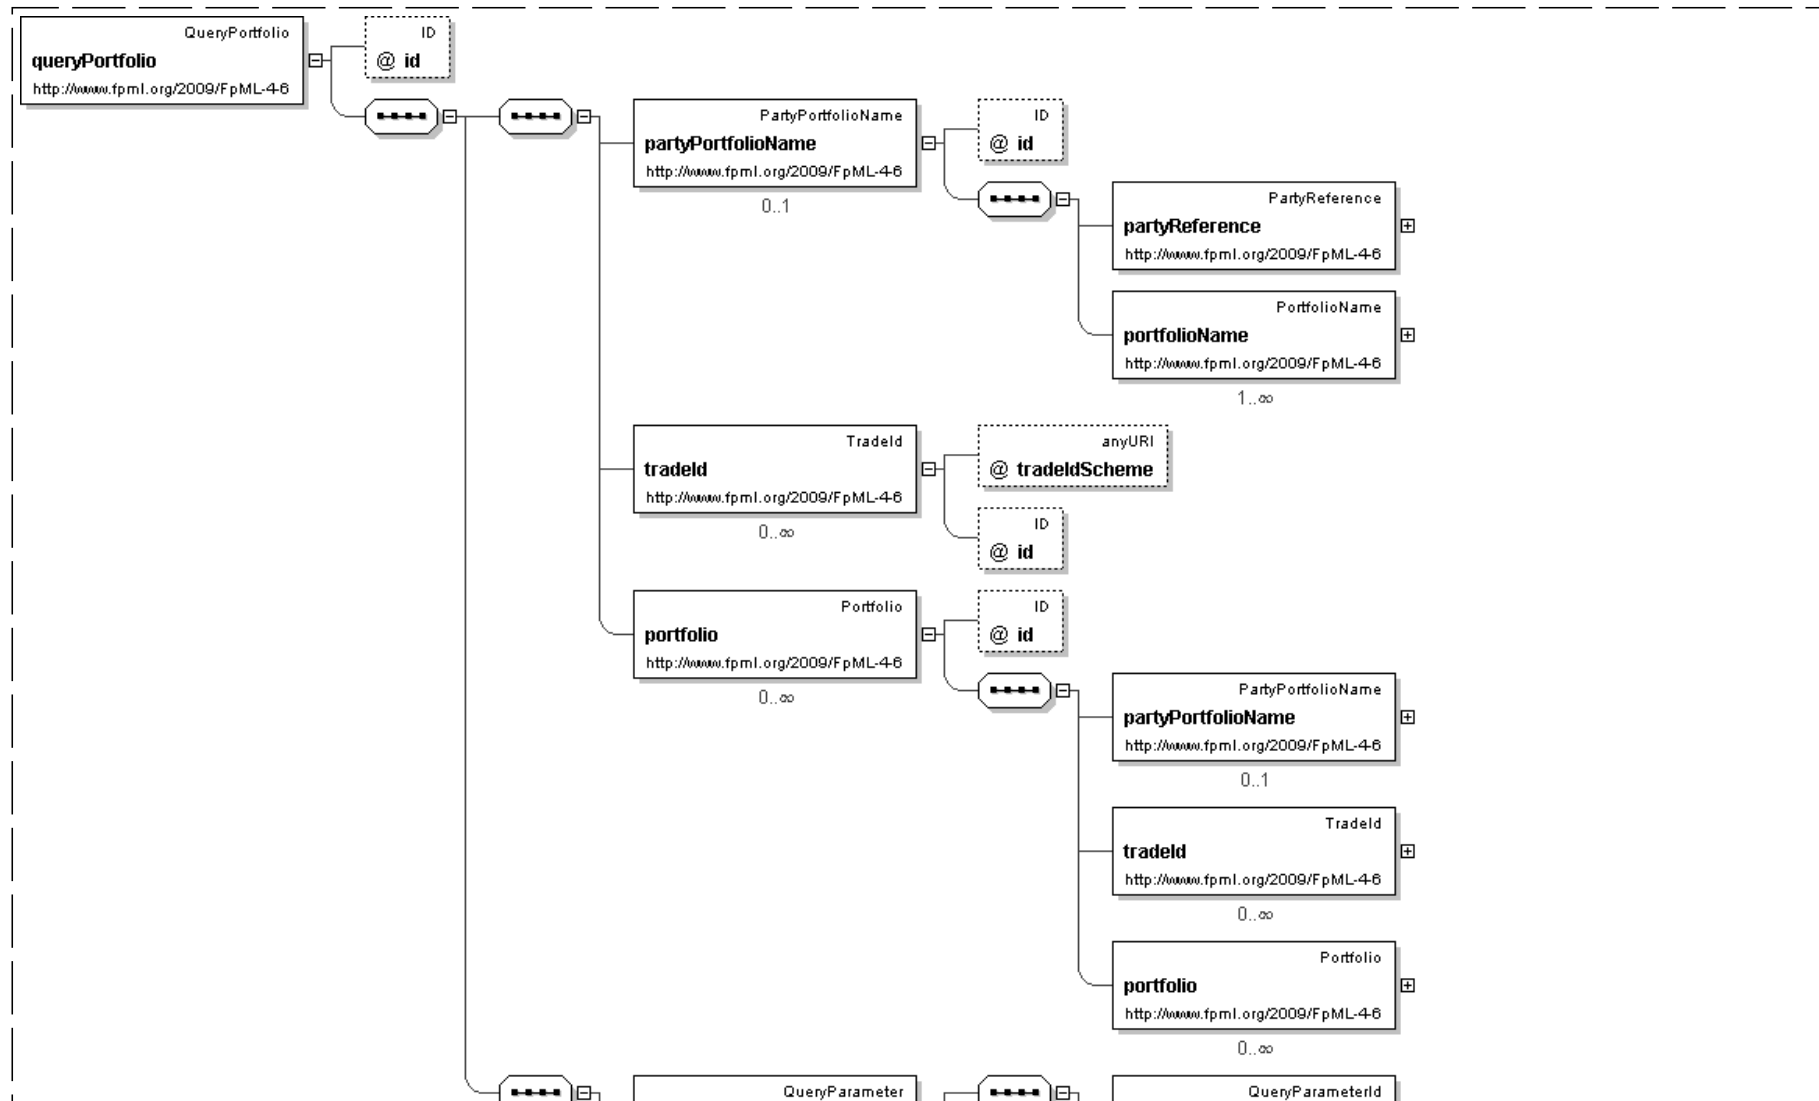 QueryPortfolio
queryPortfolio
http://www.fpml.org/2009/FpML-4-6
ID
@ id
PartyPortfolioName
partyPortfolioName
http://www.fpml.org/2009/FpML-4-6
0..1
ID
@ id
PartyReference
partyReference
http://www.fpml.org/2009/FpML-4-6
PortfolioName
portfolioName
http://www.fpml.org/2009/FpML-4-6
1..∞
TradeId
tradeId
http://www.fpml.org/2009/FpML-4-6
0..∞
anyURI
@ tradeIdScheme
ID
@ id
Portfolio
portfolio
http://www.fpml.org/2009/FpML-4-6
0..∞
ID
@ id
PartyPortfolioName
partyPortfolioName
http://www.fpml.org/2009/FpML-4-6
0..1
TradeId
tradeId
http://www.fpml.org/2009/FpML-4-6
0..∞
Portfolio
portfolio
http://www.fpml.org/2009/FpML-4-6
0..∞
QueryParameter
QueryParameterId